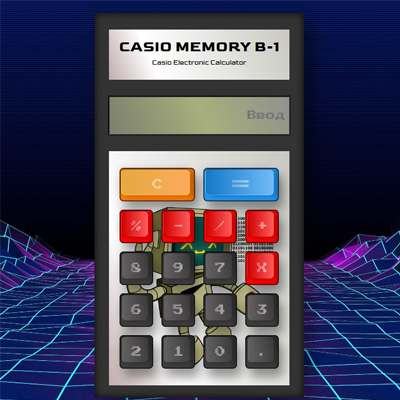 CASIO MEMORY B-1
Casio Electronic Calculator
Ввод
C =
% - / +
8 9 7 X
6 5 4 3
2 1 0 .